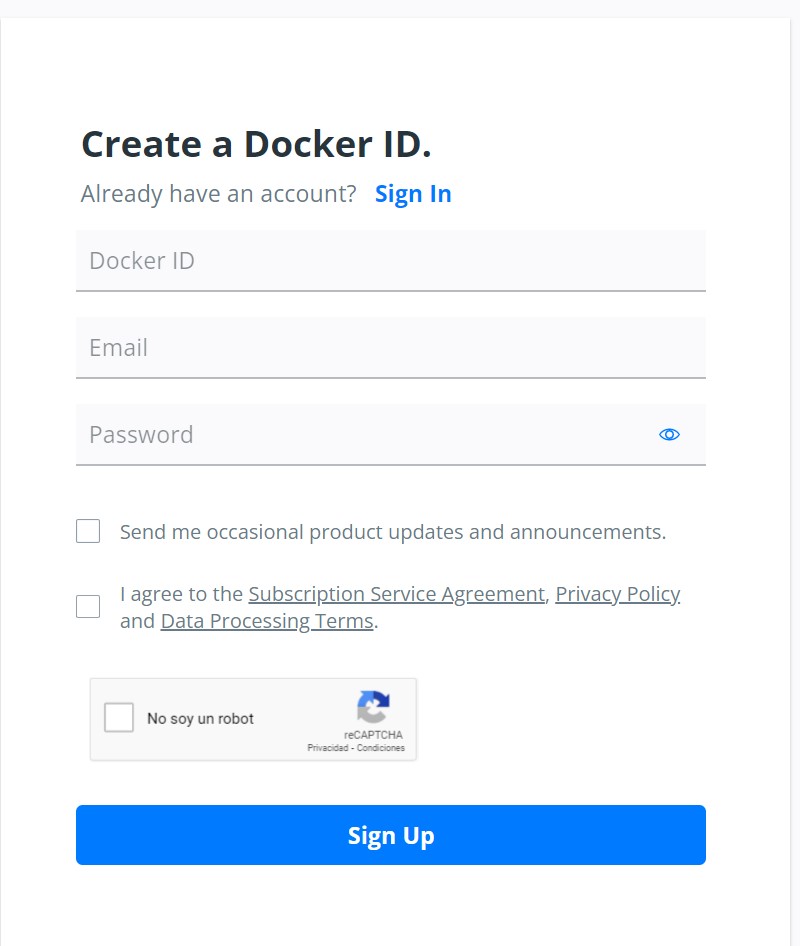 Create a Docker ID.
Already have an account? Sign In
Docker ID
Email
Password
Send me occasional product updates and announcements.
I agree to the Subscription Service Agreement, Privacy Policy
and Data Processing Terms.
No soy un robot
reCAPTCHA
Privacidad - Condiciones
Sign Up